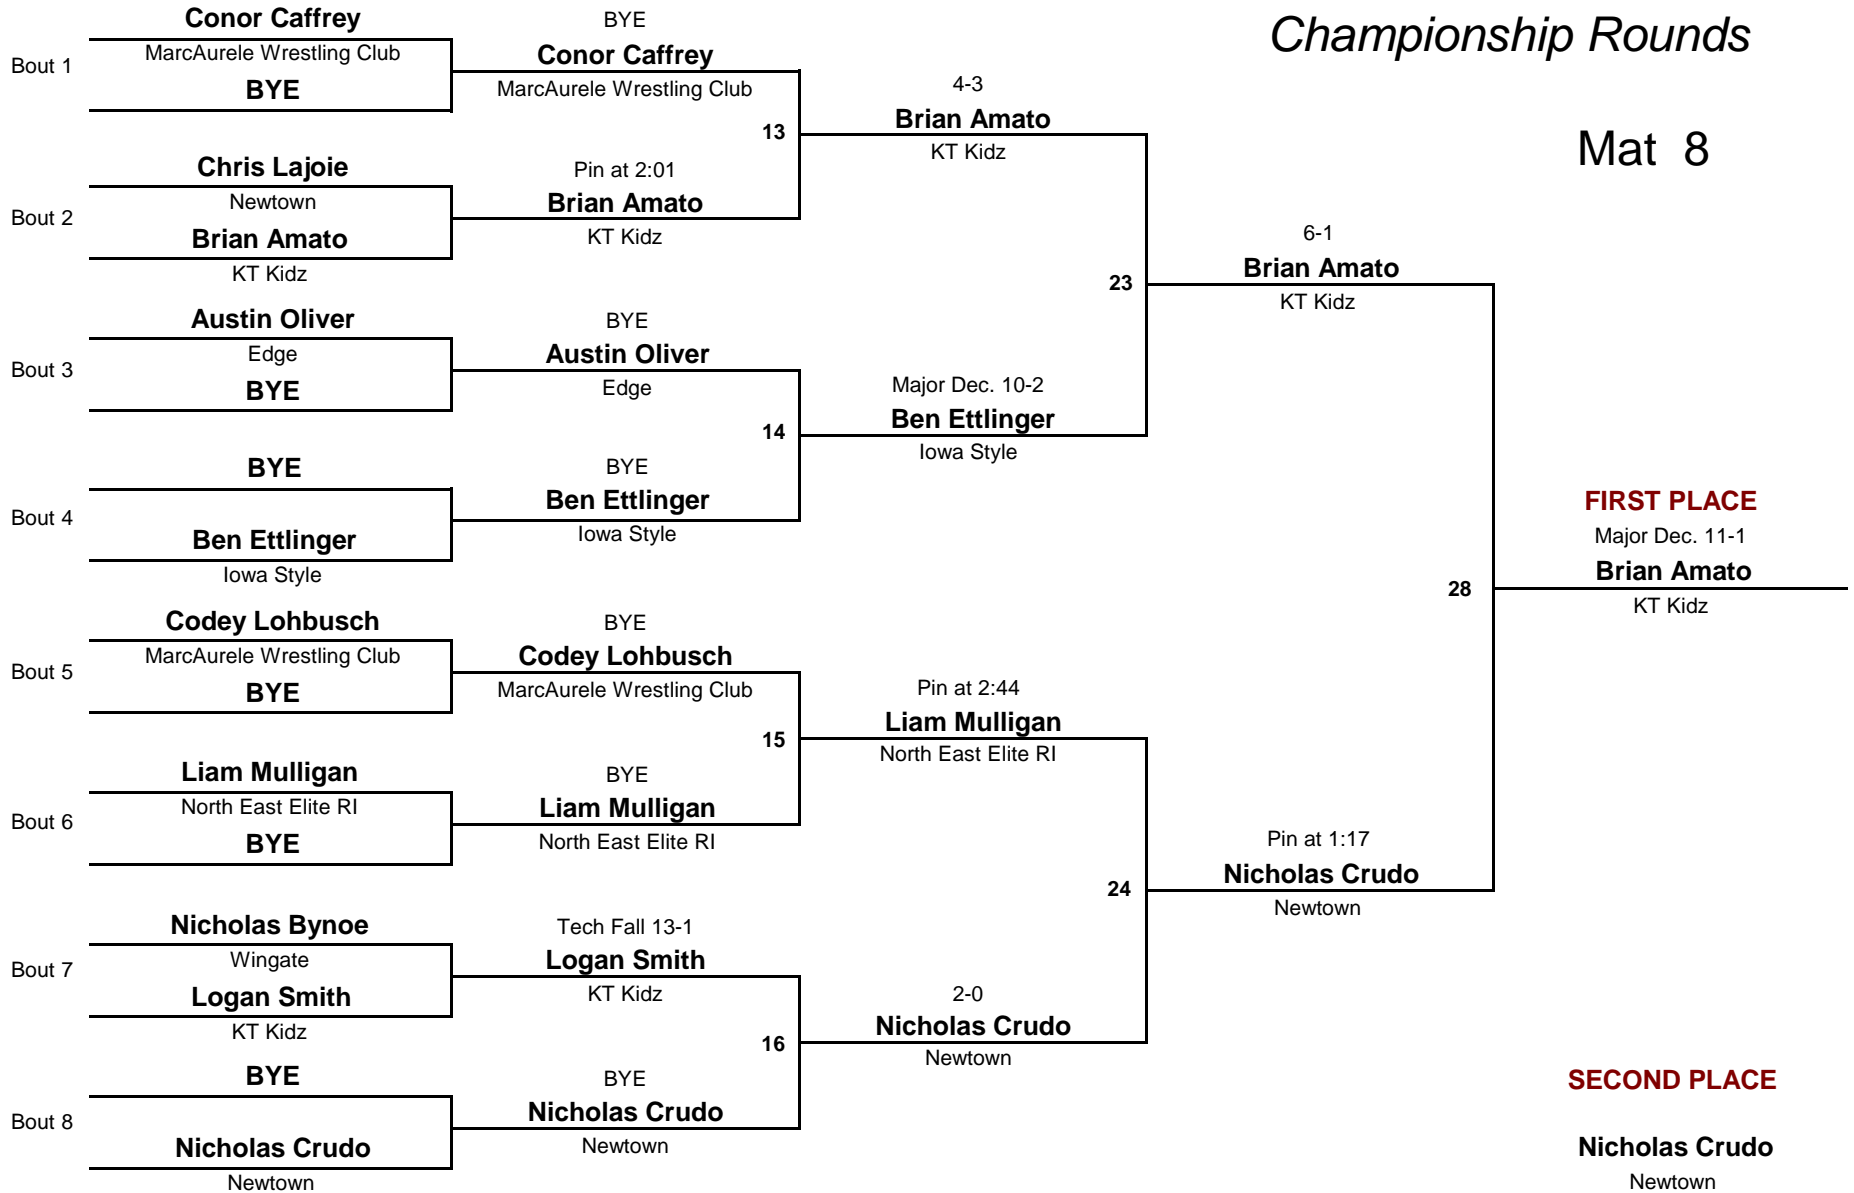 Championship Rounds
Mat 8
Bout 1
Conor Caffrey
MarcAurele Wrestling Club
BYE
Bout 2
Chris Lajoie
Newtown
Brian Amato
KT Kidz
Bout 3
Austin Oliver
Edge
BYE
Bout 4
BYE
Ben Ettlinger
Iowa Style
Bout 5
Codey Lohbusch
MarcAurele Wrestling Club
BYE
Bout 6
Liam Mulligan
North East Elite RI
BYE
Bout 7
Nicholas Bynoe
Wingate
Logan Smith
KT Kidz
Bout 8
BYE
Nicholas Crudo
Newtown
BYE
Conor Caffrey
MarcAurele Wrestling Club
13
Pin at 2:01
Brian Amato
KT Kidz
BYE
Austin Oliver
Edge
14
BYE
Ben Ettlinger
Iowa Style
BYE
Codey Lohbusch
MarcAurele Wrestling Club
15
BYE
Liam Mulligan
North East Elite RI
Tech Fall 13-1
Logan Smith
KT Kidz
16
BYE
Nicholas Crudo
Newtown
4-3
Brian Amato
KT Kidz
23
Major Dec. 10-2
Ben Ettlinger
Iowa Style
Pin at 2:44
Liam Mulligan
North East Elite RI
24
2-0
Nicholas Crudo
Newtown
6-1
Brian Amato
KT Kidz
28
Pin at 1:17
Nicholas Crudo
Newtown
FIRST PLACE
Major Dec. 11-1
Brian Amato
KT Kidz
SECOND PLACE
Nicholas Crudo
Newtown